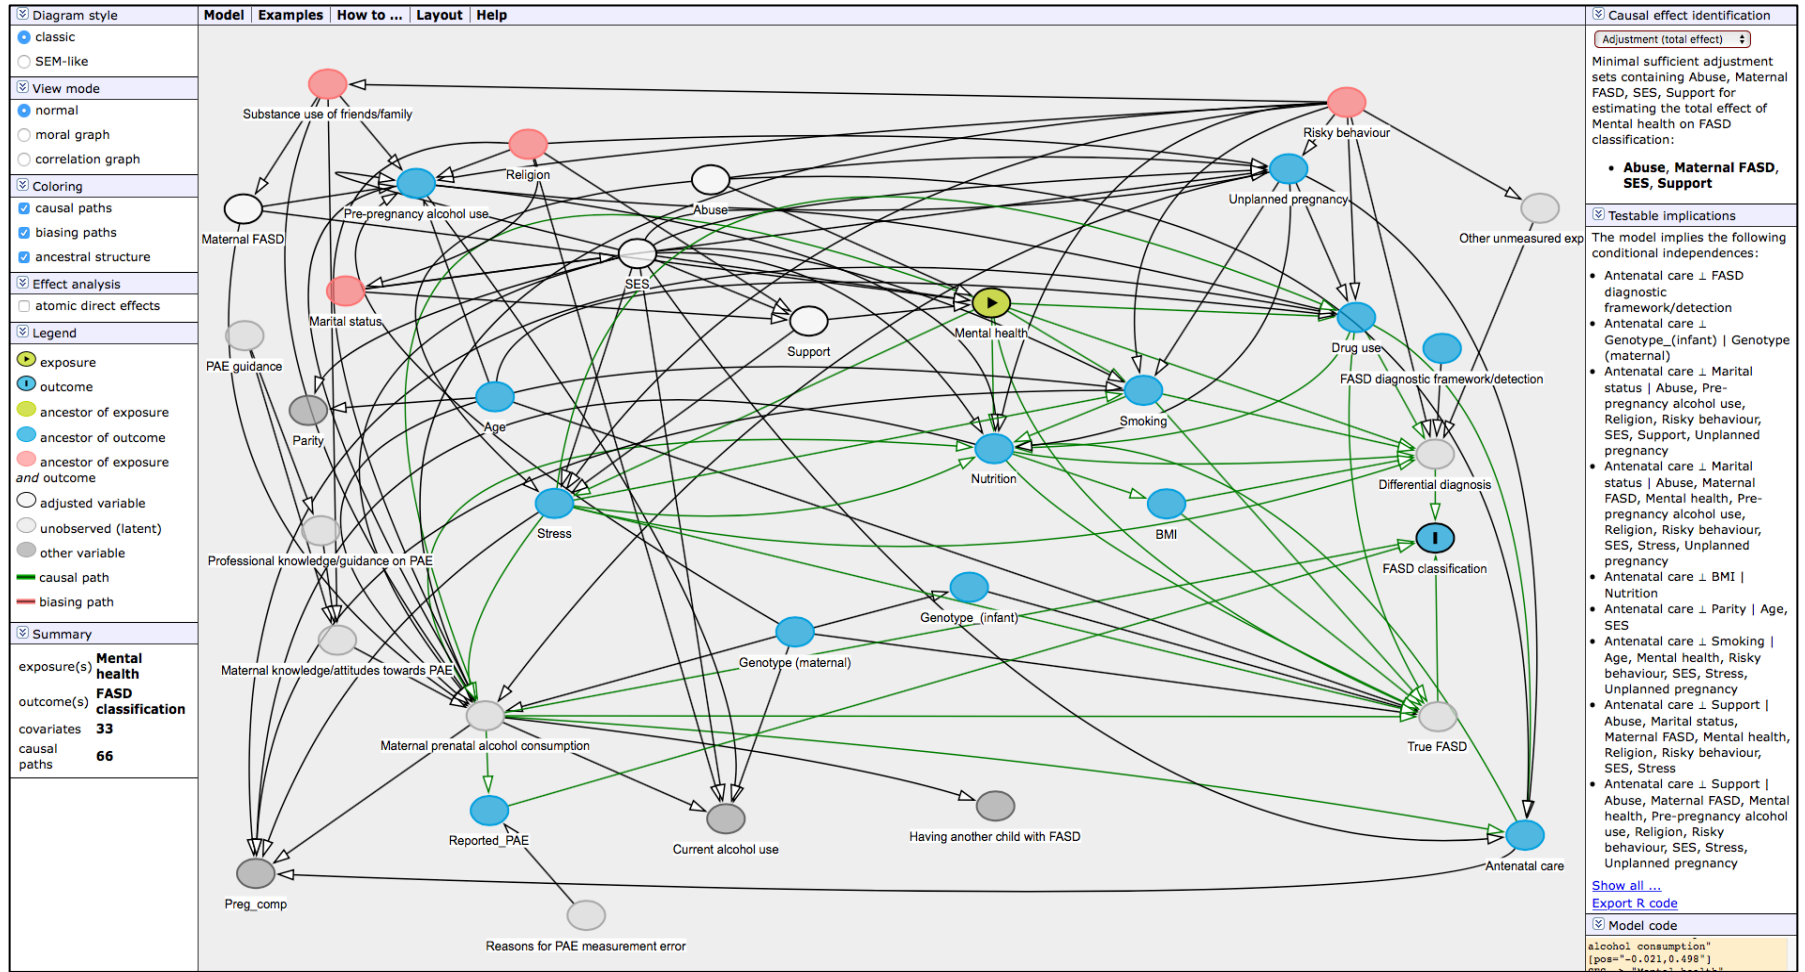 Diagram style
classic
SEM-like
View mode
normal
moral graph
correlation graph
Coloring
causal paths
biasing paths
ancestral structure
Effect analysis
atomic direct effects
Legend
exposure
outcome
ancestor of exposure
ancestor of outcome
ancestor of exposure
and outcome
adjusted variable
unobserved (latent)
other variable
causal path
biasing path
Summary
exposure(s) Mental
health
outcome(s) FASD
classification
covariates 33
causal
paths 66
Model Examples How to ... Layout Help
Substance use of friends/family
Risky behaviour
Religion
Pre-pregnancy alcohol use
Abuse
Unplanned pregnancy
Maternal FASD
Other unmeasured exp
SES
Marital status
Mental health
Support
Drug use
PAE guidance
FASD diagnostic framework/detection
Parity
Age
Smoking
Nutrition
Differential diagnosis
Stress
BMI
Professional knowledge/guidance on PAE
FASD classification
Genotype_(infant)
Maternal knowledge/attitudes towards PAE
Genotype (maternal)
Maternal prenatal alcohol consumption
True FASD
Reported_PAE
Current alcohol use
Having another child with FASD
Antenatal care
Preg_comp
Reasons for PAE measurement error
Causal effect identification
Adjustment (total effect)
Minimal sufficient adjustment
sets containing Abuse, Maternal
FASD, SES, Support for
estimating the total effect of
Mental health on FASD
classification:
• Abuse, Maternal FASD,
SES, Support
Testable implications
The model implies the following
conditional independences:
• Antenatal care ⊥ FASD
diagnostic
framework/detection
• Antenatal care ⊥
Genotype_(infant) | Genotype
(maternal)
• Antenatal care ⊥ Marital
status | Abuse, Pre-
pregnancy alcohol use,
Religion, Risky behaviour,
SES, Support, Unplanned
pregnancy
• Antenatal care ⊥ Marital
status | Abuse, Maternal
FASD, Mental health, Pre-
pregnancy alcohol use,
Religion, Risky behaviour,
SES, Stress, Unplanned
pregnancy
• Antenatal care ⊥ BMI |
Nutrition
• Antenatal care ⊥ Parity | Age,
SES
• Antenatal care ⊥ Smoking |
Age, Mental health, Risky
behaviour, SES, Stress,
Unplanned pregnancy
• Antenatal care ⊥ Support |
Abuse, Marital status,
Maternal FASD, Mental health,
Religion, Risky behaviour,
SES, Stress
• Antenatal care ⊥ Support |
Abuse, Maternal FASD, Mental
health, Pre-pregnancy alcohol
use, Religion, Risky
behaviour, SES, Stress,
Unplanned pregnancy
Show all ...
Export R code
Model code
alcohol consumption"
[pos="-0.021,0.498"]
SES -> "Mental health"